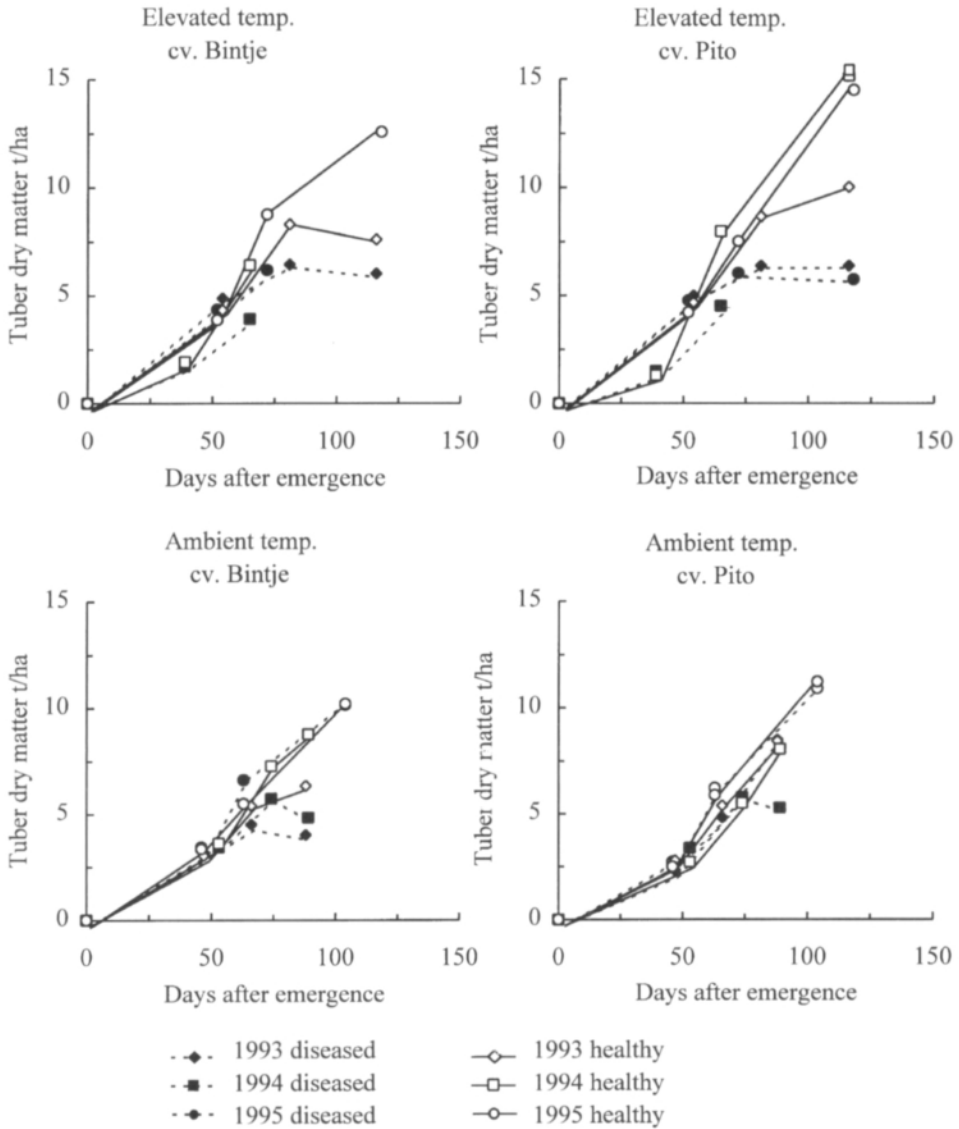 Elevated temp.
cv. Bintje
15
10
5
0
Tuber dry matter t/ha
0 50 100 150
Days after emergence
Elevated temp.
cv. Pito
15
10
5
0
Tuber dry matter t/ha
0 50 100 150
Days after emergence
Ambient temp.
cv. Bintje
15
10
5
0
Tuber dry matter t/ha
0 50 100 150
Days after emergence
Ambient temp.
cv. Pito
15
10
5
0
Tuber dry matter t/ha
0 50 100 150
Days after emergence
1993 diseased
1994 diseased
1995 diseased
1993 healthy
1994 healthy
1995 healthy